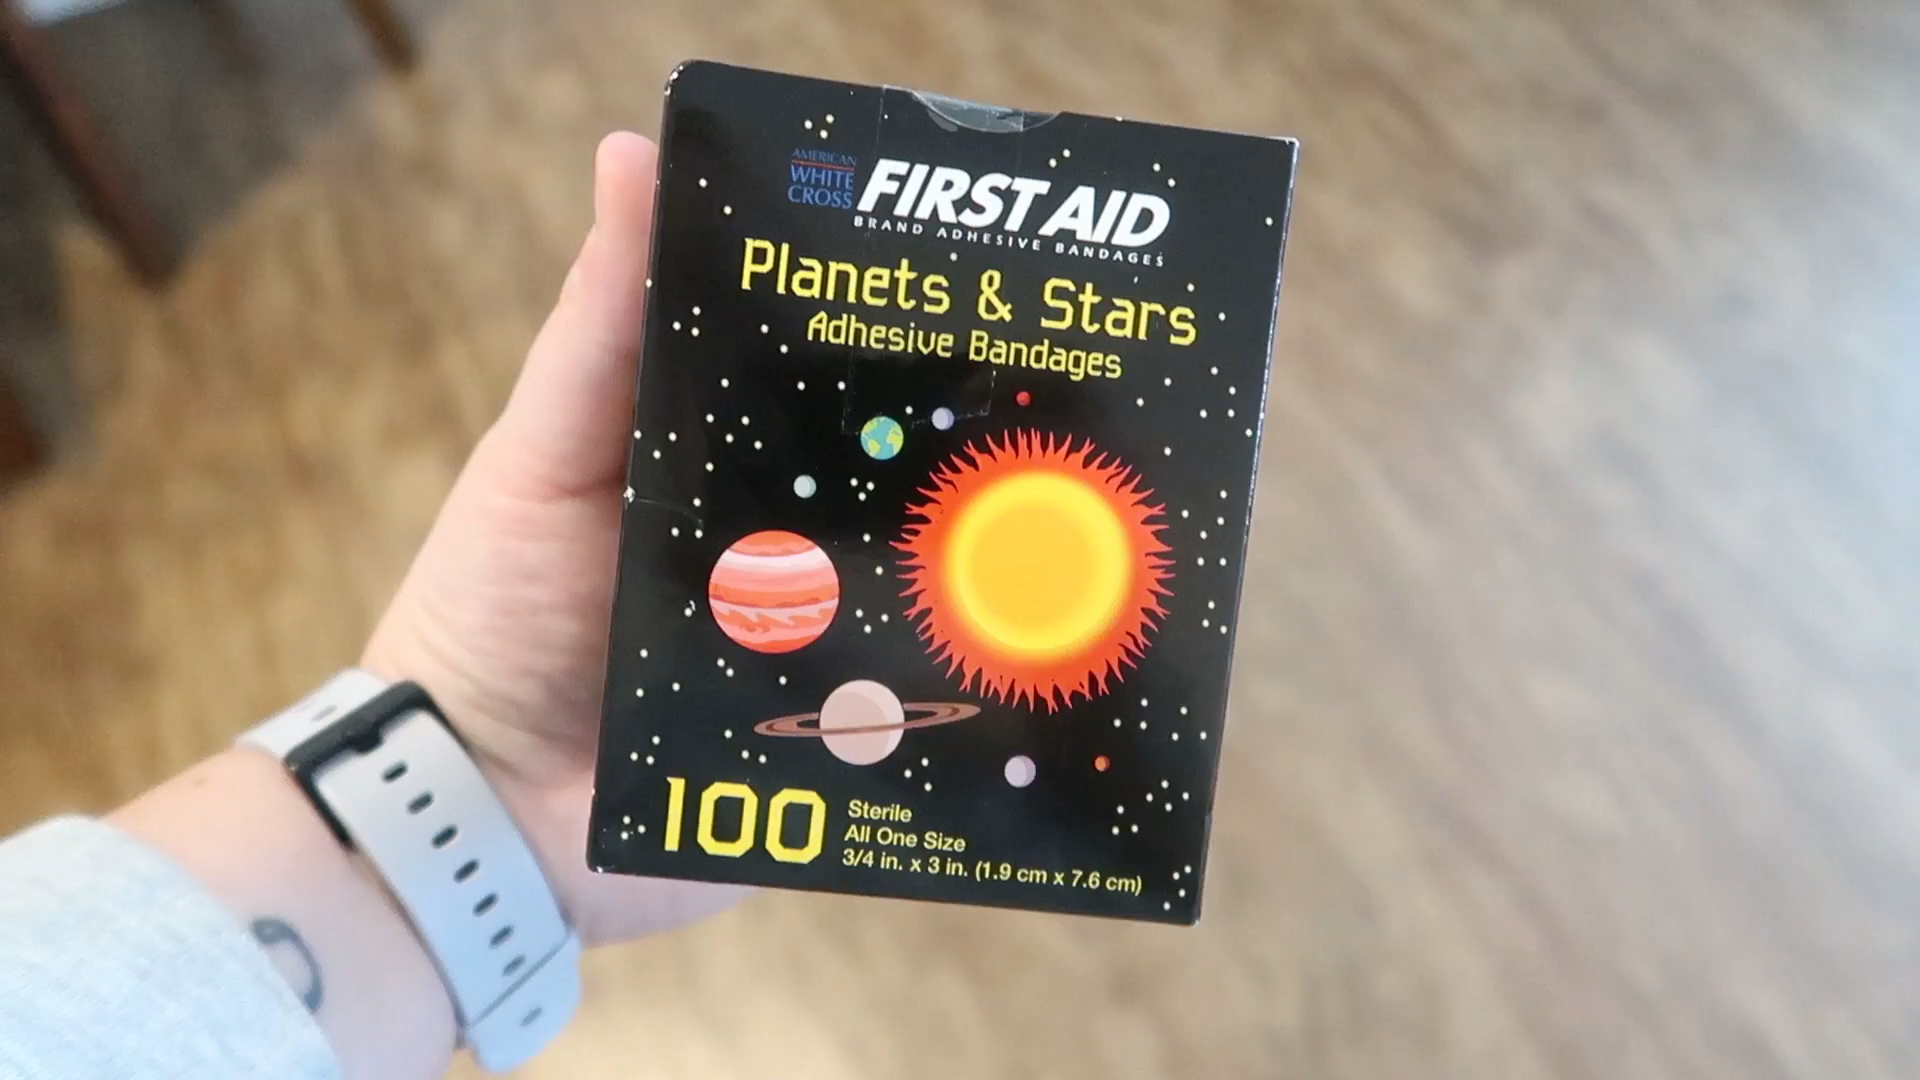 AMERICAN
WHITE
CROSS
FIRST AID
BRAND ADHESIVE BANDAGES
Planets & Stars
Adhesive Bandages
100
Sterile
All One Size
3/4 in. x 3 in. (1.9 cm x 7.6 cm)